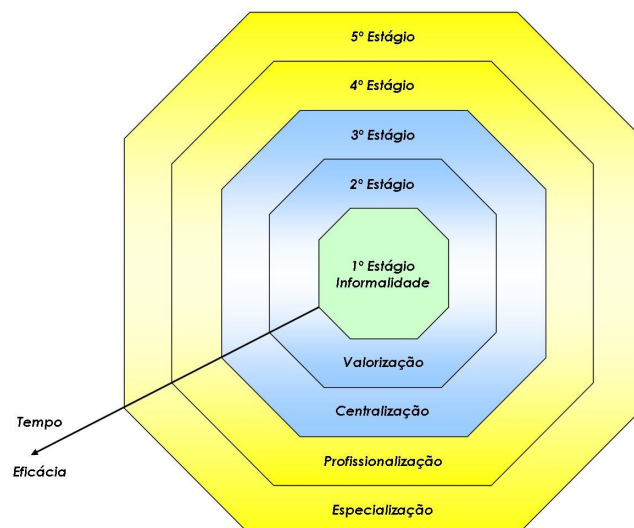 5º Estágio
4º Estágio
3º Estágio
2º Estágio
1º Estágio
Informalidade
Valorização
Centralização
Tempo
Eficácia
Profissionalização
Especialização